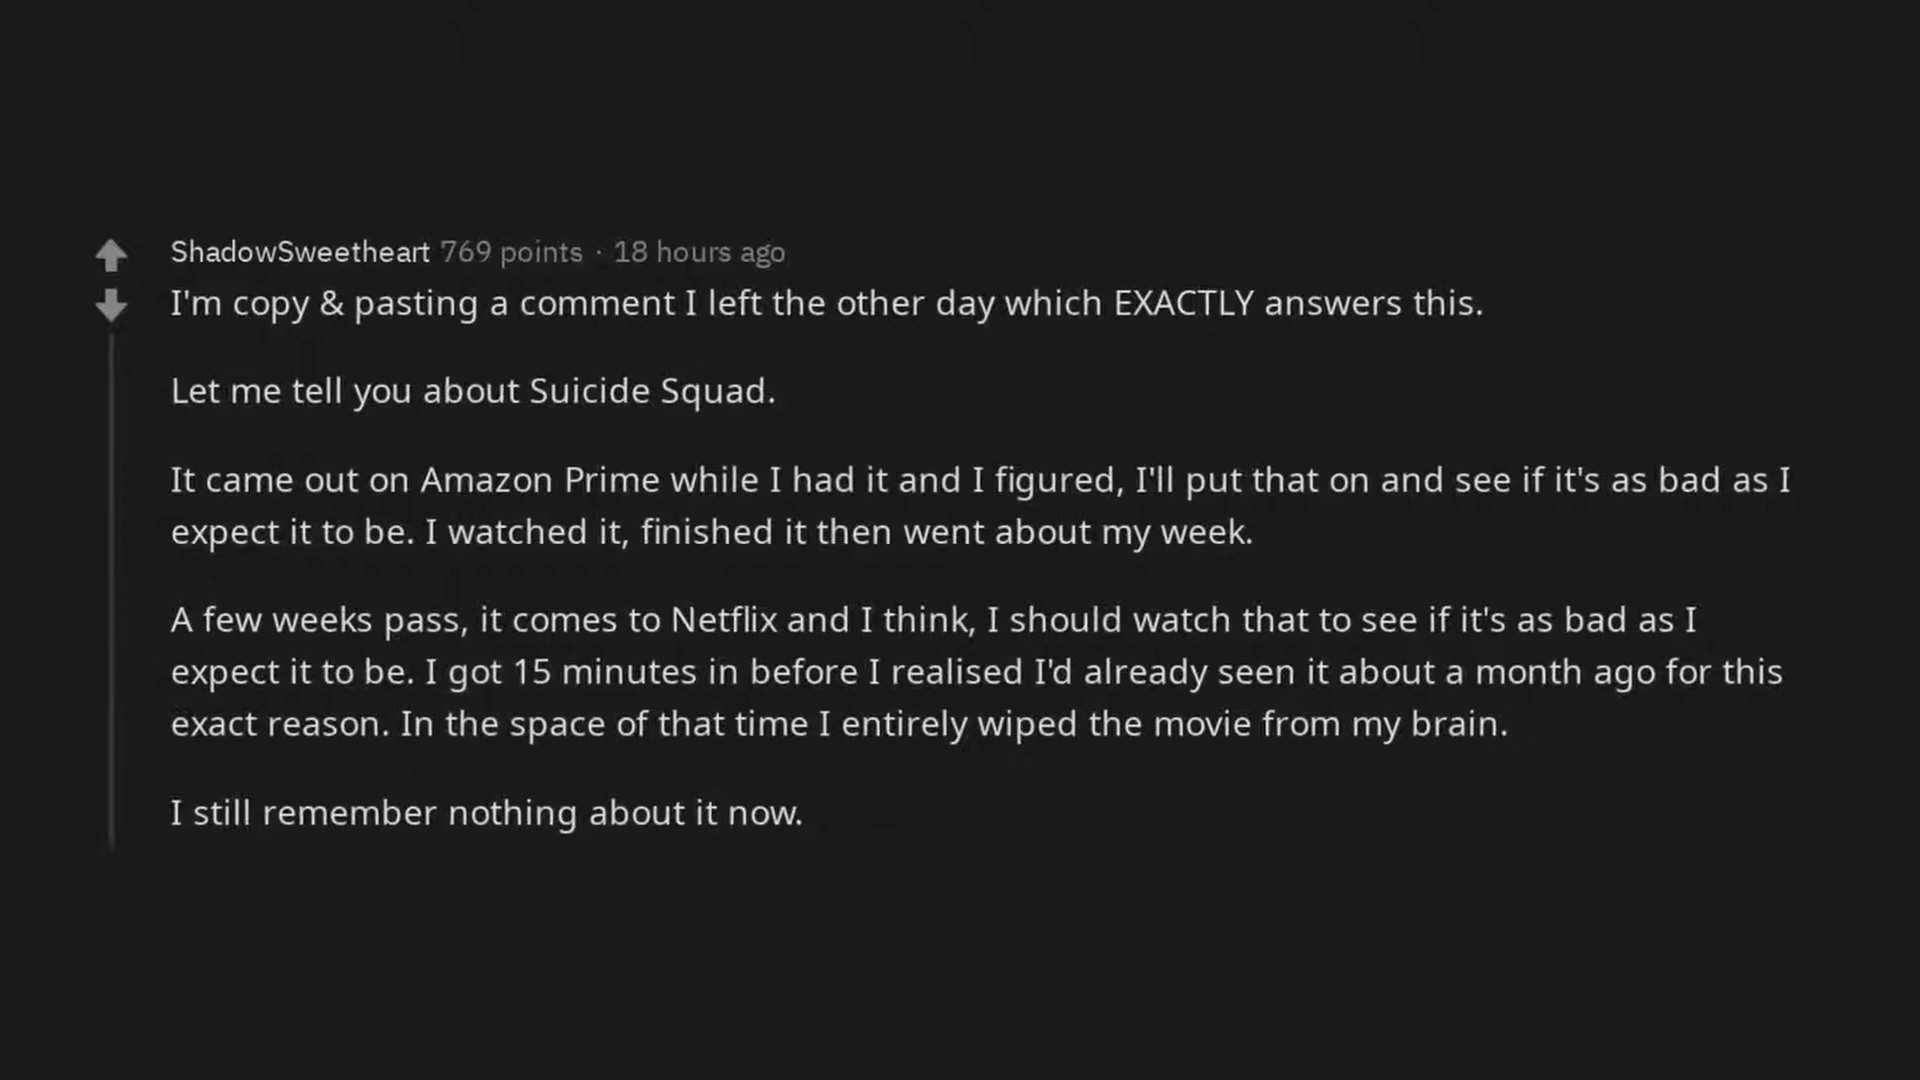 ShadowSweetheart 769 points · 18 hours ago
I'm copy & pasting a comment I left the other day which EXACTLY answers this.
Let me tell you about Suicide Squad.
It came out on Amazon Prime while I had it and I figured, I'll put that on and see if it's as bad as I
expect it to be. I watched it, finished it then went about my week.
A few weeks pass, it comes to Netflix and I think, I should watch that to see if it's as bad as I
expect it to be. I got 15 minutes in before I realised I'd already seen it about a month ago for this
exact reason. In the space of that time I entirely wiped the movie from my brain.
I still remember nothing about it now.